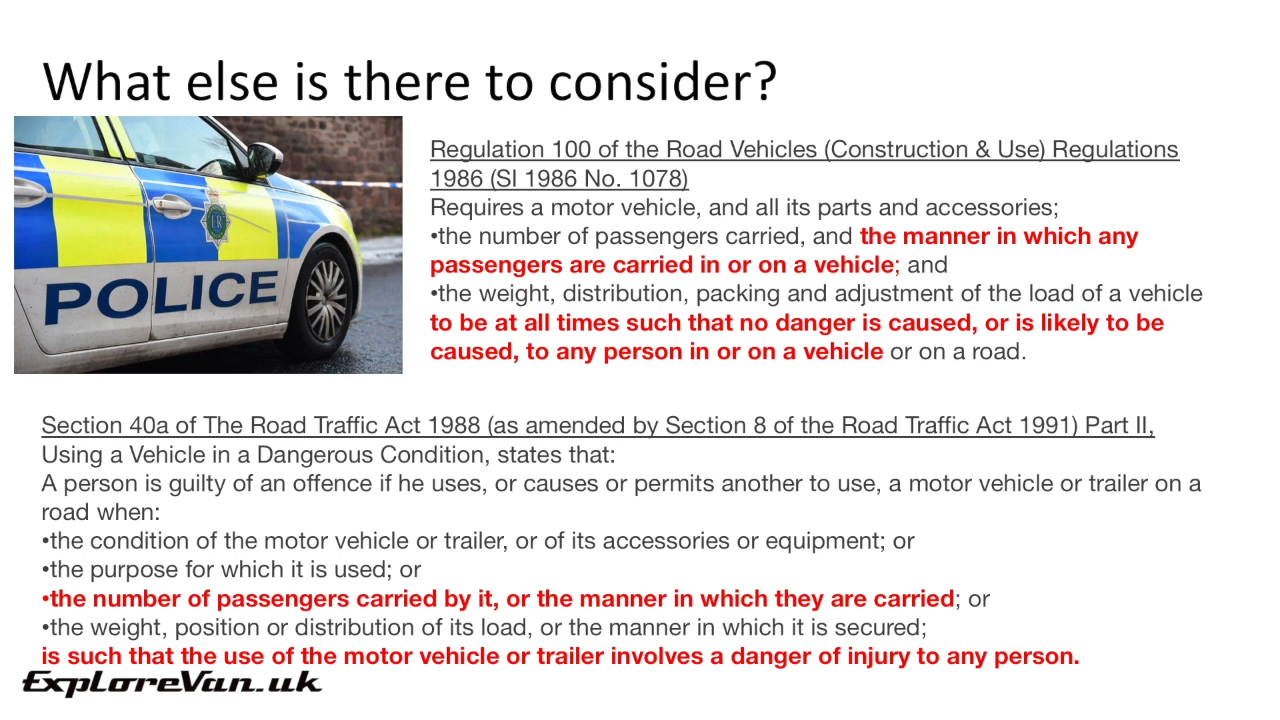 What else is there to consider?
POLICE
Regulation 100 of the Road Vehicles (Construction & Use) Regulations
1986 (SI 1986 No. 1078)
Requires a motor vehicle, and all its parts and accessories;
•the number of passengers carried, and the manner in which any
passengers are carried in or on a vehicle; and
•the weight, distribution, packing and adjustment of the load of a vehicle
to be at all times such that no danger is caused, or is likely to be
caused, to any person in or on a vehicle or on a road.
Section 40a of The Road Traffic Act 1988 (as amended by Section 8 of the Road Traffic Act 1991) Part II,
Using a Vehicle in a Dangerous Condition, states that:
A person is guilty of an offence if he uses, or causes or permits another to use, a motor vehicle or trailer on a
road when:
•the condition of the motor vehicle or trailer, or of its accessories or equipment; or
•the purpose for which it is used; or
•the number of passengers carried by it, or the manner in which they are carried; or
•the weight, position or distribution of its load, or the manner in which it is secured;
is such that the use of the motor vehicle or trailer involves a danger of injury to any person.
ExploreVan.uk